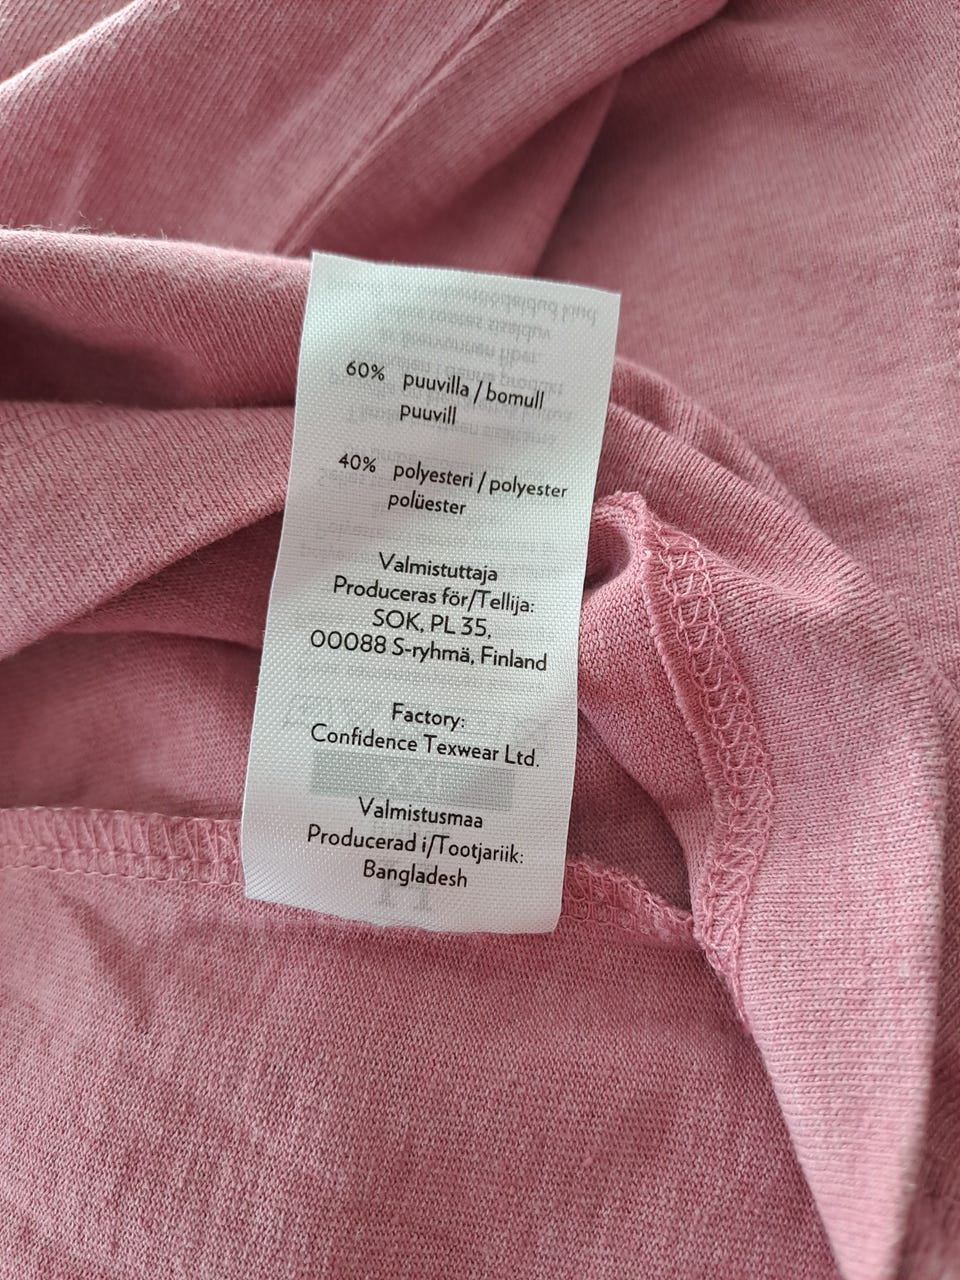 60% puuvilla / bomull
puuvill
40% polyesteri / polyester
polüester
Valmistuttaja
Produceras för/Tellija:
SOK, PL 35,
00088 S-ryhmä, Finland
Factory:
Confidence Texwear Ltd.
Valmistusmaa
Producerad i/Tootjariik:
Bangladesh